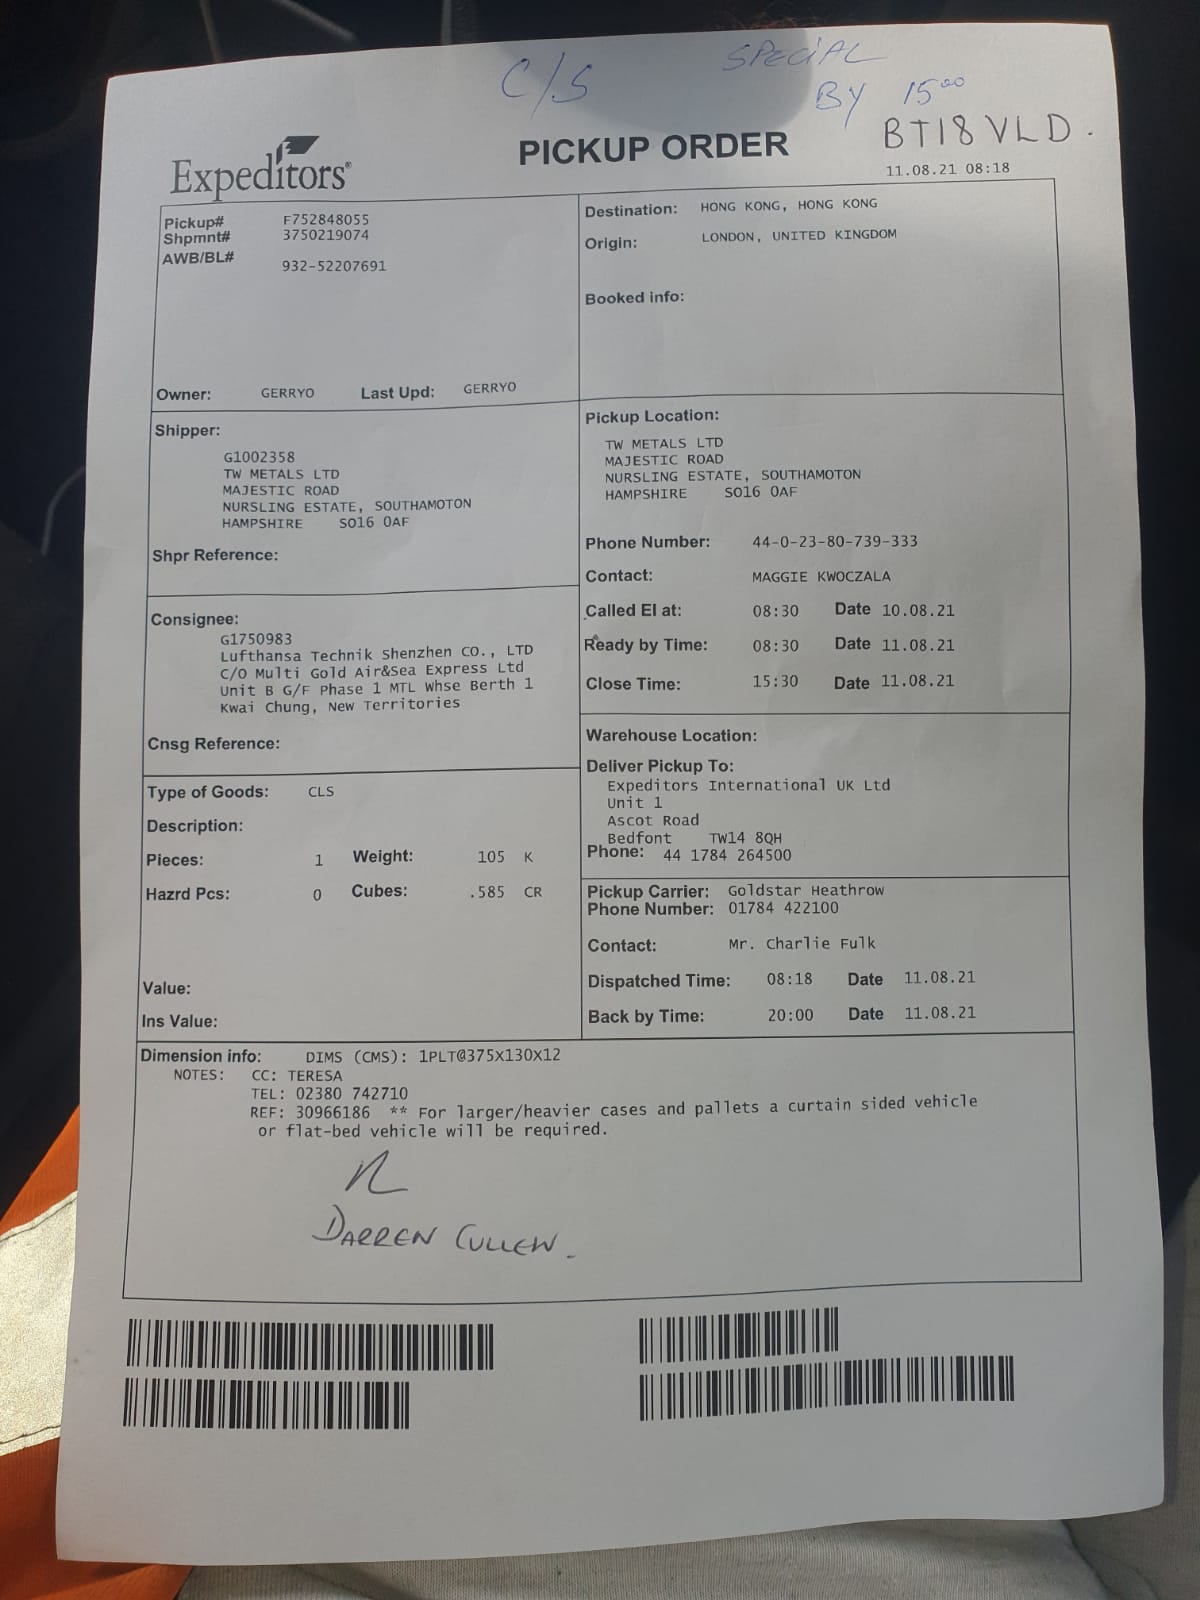 C/S SPECIAL
BY 15⁰⁰
BT18 VLD.
Expeditors®
PICKUP ORDER
11.08.21 08:18
Pickup# F752848055
Shpmnt# 3750219074
AWB/BL# 932-52207691
Owner: GERRYO Last Upd: GERRYO
Destination: HONG KONG, HONG KONG
Origin: LONDON, UNITED KINGDOM
Booked info:
Shipper:
G1002358
TW METALS LTD
MAJESTIC ROAD
NURSLING ESTATE, SOUTHAMOTON
HAMPSHIRE SO16 0AF
Shpr Reference:
Pickup Location:
TW METALS LTD
MAJESTIC ROAD
NURSLING ESTATE, SOUTHAMOTON
HAMPSHIRE SO16 0AF
Phone Number: 44-0-23-80-739-333
Contact: MAGGIE KWOCZALA
Called EI at: 08:30 Date 10.08.21
Ready by Time: 08:30 Date 11.08.21
Close Time: 15:30 Date 11.08.21
Consignee:
G1750983
Lufthansa Technik Shenzhen CO., LTD
C/O Multi Gold Air&Sea Express Ltd
Unit B G/F Phase 1 MTL Whse Berth 1
Kwai Chung, New Territories
Cnsg Reference:
Warehouse Location:
Deliver Pickup To:
Expeditors International UK Ltd
Unit 1
Ascot Road
Bedfont TW14 8QH
Phone: 44 1784 264500
Type of Goods: CLS
Description:
Pieces: 1 Weight: 105 K
Hazrd Pcs: 0 Cubes: .585 CR
Value:
Ins Value:
Pickup Carrier: Goldstar Heathrow
Phone Number: 01784 422100
Contact: Mr. Charlie Fulk
Dispatched Time: 08:18 Date 11.08.21
Back by Time: 20:00 Date 11.08.21
Dimension info: DIMS (CMS): 1PLT@375X130X12
NOTES: CC: TERESA
TEL: 02380 742710
REF: 30966186 ** For larger/heavier cases and pallets a curtain sided vehicle
or flat-bed vehicle will be required.
DARREN CULLEN.